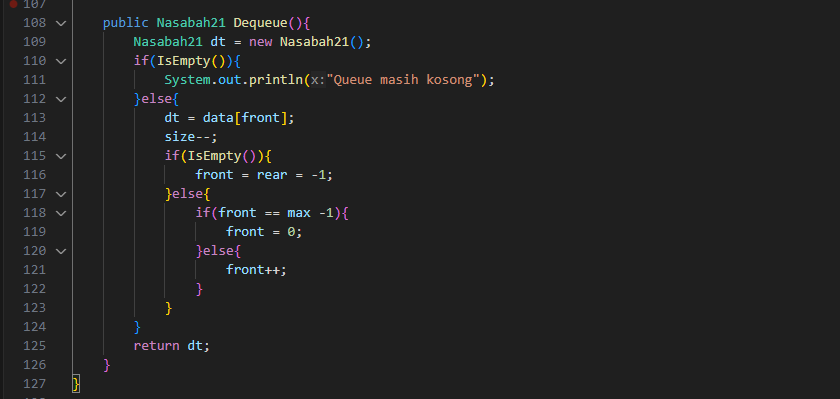 107
108 public Nasabah21 Dequeue(){
109 Nasabah21 dt = new Nasabah21();
110 if(IsEmpty()){
111 System.out.println(x:"Queue masih kosong");
112 }else{
113 dt = data[front];
114 size--;
115 if(IsEmpty()){
116 front = rear = -1;
117 }else{
118 if(front == max -1){
119 front = 0;
120 }else{
121 front++;
122 }
123 }
124 }
125 return dt;
126 }
127 }